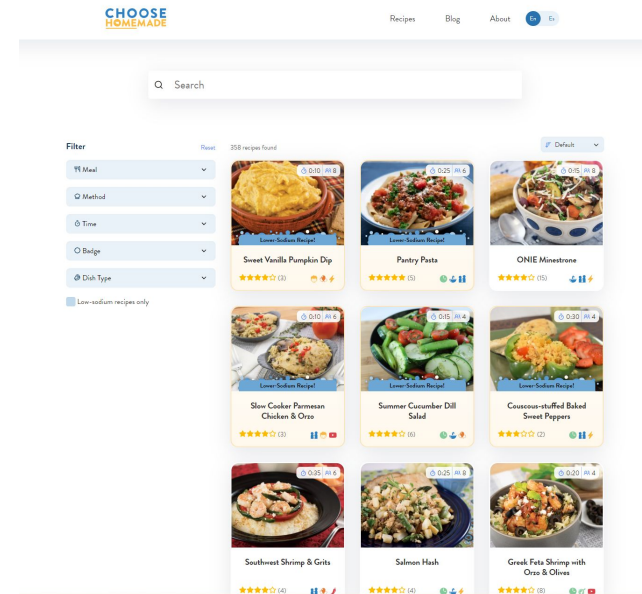 CHOOSE
HOMEMADE
Recipes
Blog
About
En
Es
Search
Filter
Reset
358 recipes found
Default
Meal
Method
Time
Badge
Dish Type
Low-sodium recipes only
0:10 8
Lower-Sodium Recipe!
Sweet Vanilla Pumpkin Dip
(3)
0:25 6
Lower-Sodium Recipe!
Pantry Pasta
(5)
0:15 8
ONIE Minestrone
(15)
0:10 6
Lower-Sodium Recipe!
Slow Cooker Parmesan
Chicken & Orzo
(3)
0:15 4
Lower-Sodium Recipe!
Summer Cucumber Dill
Salad
(6)
0:30 4
Lower-Sodium Recipe!
Couscous-stuffed Baked
Sweet Peppers
(2)
0:35 6
Southwest Shrimp & Grits
(4)
0:25 8
Salmon Hash
(4)
0:20 4
Greek Feta Shrimp with
Orzo & Olives
(8)